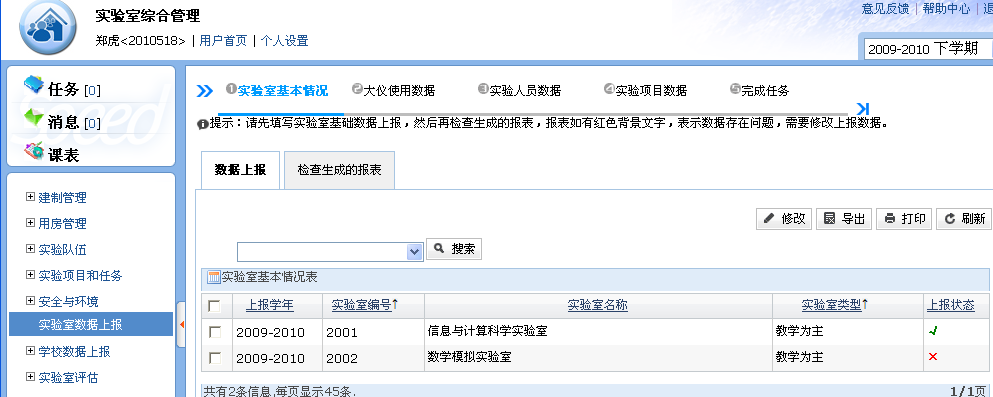 实验室综合管理
意见反馈 | 帮助中心 |
郑虎<2010518> | 用户首页 | 个人设置
2009-2010 下学期
任务 [0]
消息 [0]
课表
建制管理
用房管理
实验队伍
实验项目和任务
安全与环境
实验室数据上报
学校数据上报
实验室评估
1实验室基本情况 2大仪使用数据 3实验人员数据 4实验项目数据 5完成任务
提示：请先填写实验室基础数据上报，然后再检查生成的报表，报表如有红色背景文字，表示数据存在问题，需要修改上报数据。
数据上报 检查生成的报表
修改 导出 打印 刷新
搜索
实验室基本情况表
上报学年 实验室编号↑ 实验室名称 实验室类型↑ 上报状态
2009-2010 2001 信息与计算科学实验室 教学为主
2009-2010 2002 数学模拟实验室 教学为主
共有2条信息,每页显示45条. 1/1页